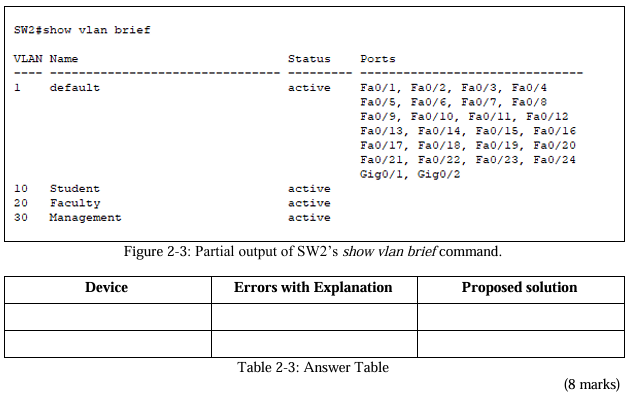 SW2#show vlan brief
VLAN Name Status Ports
---- -------------------------------- --------- -------------------------------
1 default active Fa0/1, Fa0/2, Fa0/3, Fa0/4
Fa0/5, Fa0/6, Fa0/7, Fa0/8
Fa0/9, Fa0/10, Fa0/11, Fa0/12
Fa0/13, Fa0/14, Fa0/15, Fa0/16
Fa0/17, Fa0/18, Fa0/19, Fa0/20
Fa0/21, Fa0/22, Fa0/23, Fa0/24
Gig0/1, Gig0/2
10 Student active
20 Faculty active
30 Management active
Figure 2-3: Partial output of SW2's show vlan brief command.
Device Errors with Explanation Proposed solution
Table 2-3: Answer Table
(8 marks)